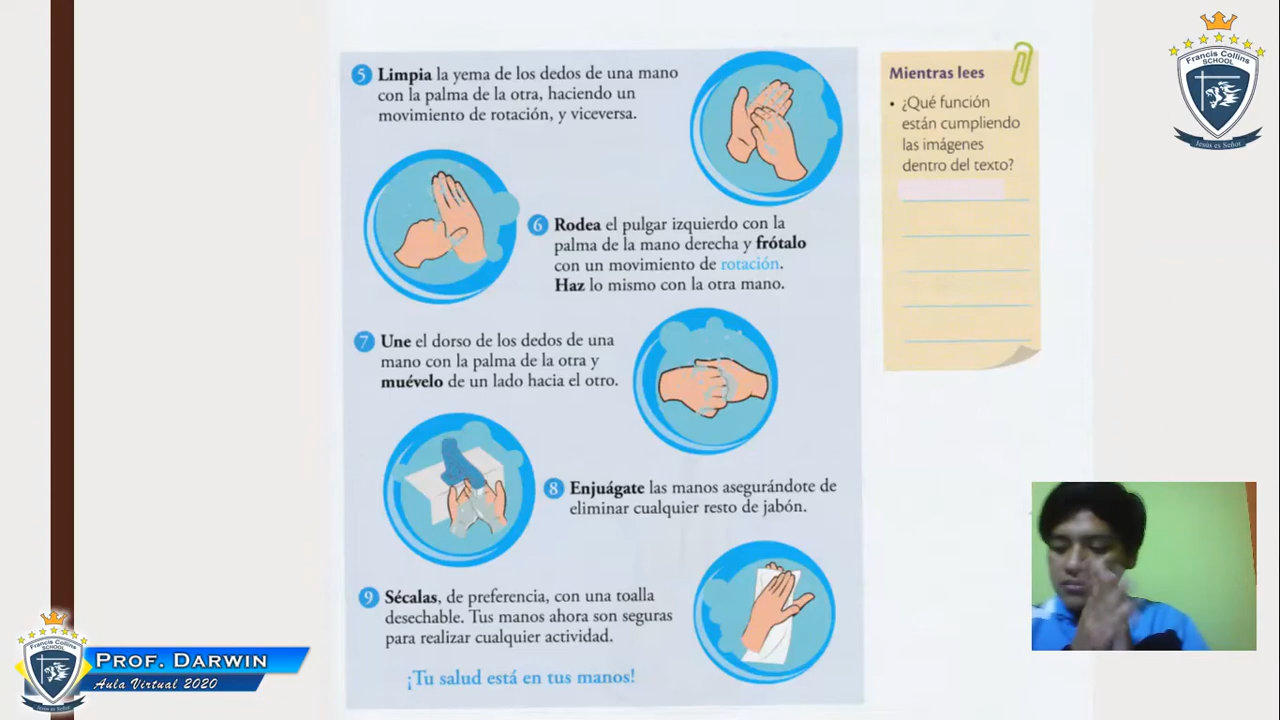 5 Limpia la yema de los dedos de una mano
con la palma de la otra, haciendo un
movimiento de rotación, y viceversa.
6 Rodea el pulgar izquierdo con la
palma de la mano derecha y frótalo
con un movimiento de rotación.
Haz lo mismo con la otra mano.
7 Une el dorso de los dedos de una
mano con la palma de la otra y
muévelo de un lado hacia el otro.
8 Enjuágate las manos asegurándote de
eliminar cualquier resto de jabón.
9 Sécalas, de preferencia, con una toalla
desechable. Tus manos ahora son seguras
para realizar cualquier actividad.
¡Tu salud está en tus manos!
Mientras lees
• ¿Qué función
están cumpliendo
las imágenes
dentro del texto?
Francis Collins
SCHOOL
Jesús es Señor
Francis Collins
SCHOOL
Jesús es Señor
PROF. DARWIN
Aula Virtual 2020